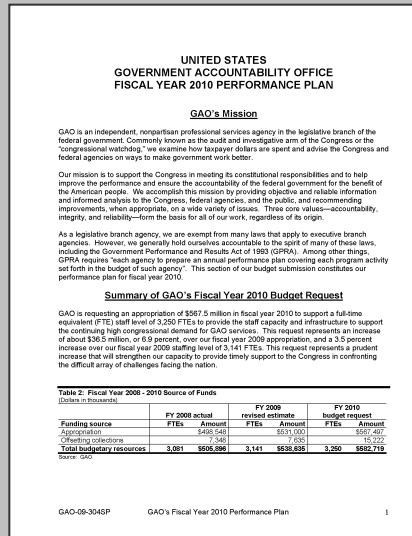 UNITED STATES
GOVERNMENT ACCOUNTABILITY OFFICE
FISCAL YEAR 2010 PERFORMANCE PLAN
GAO's Mission
GAO is an independent, nonpartisan professional services agency in the legislative branch of the
federal government. Commonly known as the audit and investigative arm of the Congress or the
"congressional watchdog," we examine how taxpayer dollars are spent and advise the Congress and
federal agencies on ways to make government work better.
Our mission is to support the Congress in meeting its constitutional responsibilities and to help
improve the performance and ensure the accountability of the federal government for the benefit of
the American people. We accomplish this mission by providing objective and reliable information
and informed analysis to the Congress, federal agencies, and the public, and recommending
improvements, when appropriate, on a wide variety of issues. Three core values—accountability,
integrity, and reliability—form the basis for all of our work, regardless of its origin.
As a legislative branch agency, we are exempt from many laws that apply to executive branch
agencies. However, we generally hold ourselves accountable to the spirit of many of these laws,
including the Government Performance and Results Act of 1993 (GPRA). Among other things,
GPRA requires "each agency to prepare an annual performance plan covering each program activity
set forth in the budget of such agency". This section of our budget submission constitutes our
performance plan for fiscal year 2010.
Summary of GAO's Fiscal Year 2010 Budget Request
GAO is requesting an appropriation of $567.5 million in fiscal year 2010 to support a full-time
equivalent (FTE) staff level of 3,250 FTEs to provide the staff capacity and infrastructure to support
the continuing high congressional demand for GAO services. This request represents an increase
of about $36.5 million, or 6.9 percent, over our fiscal year 2009 appropriation, and a 3.5 percent
increase over our fiscal year 2009 staffing level of 3,141 FTEs. This request represents a prudent
increase that will strengthen our capacity to provide timely support to the Congress in confronting
the difficult array of challenges facing the nation.
Table 2: Fiscal Year 2008 - 2010 Source of Funds
(Dollars in thousands)
FY 2009 FY 2010
FY 2008 actual revised estimate budget request
Funding source FTEs Amount FTEs Amount FTEs Amount
Appropriation $498,548 $531,000 $567,497
Offsetting collections 7,348 7,635 15,222
Total budgetary resources 3,081 $505,896 3,141 $538,635 3,250 $582,719
Source: GAO.
GAO-09-304SP GAO's Fiscal Year 2010 Performance Plan 1